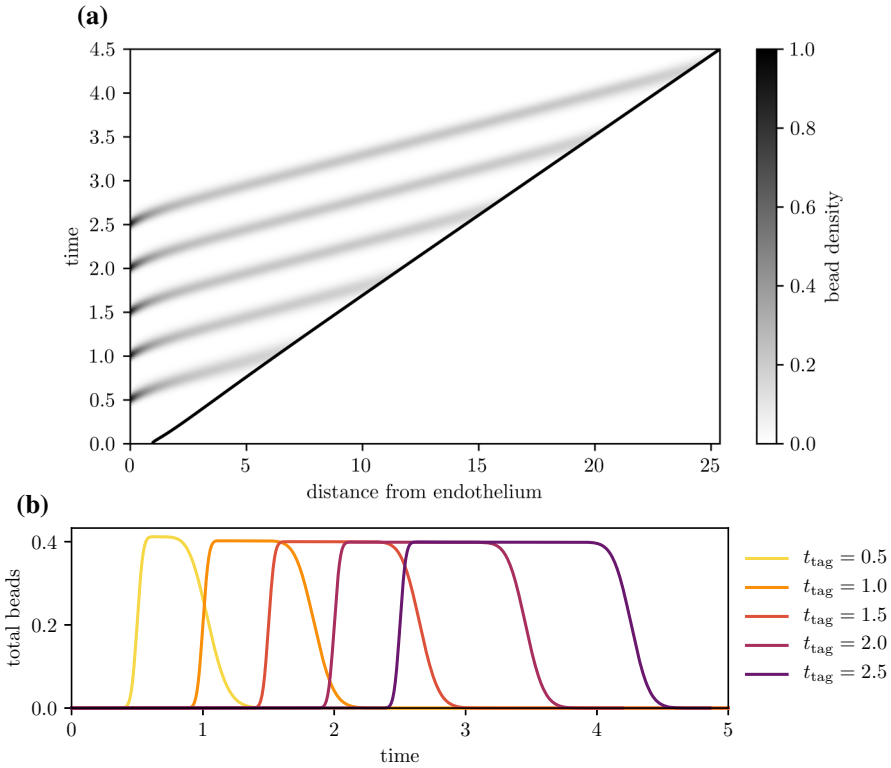 (a)
4.5
4.0
3.5
3.0
2.5
2.0
1.5
1.0
0.5
0.0
time
0 5 10 15 20 25
distance from endothelium
1.0
0.8
0.6
0.4
0.2
0.0
bead density
(b)
0.4
0.2
0.0
total beads
0 1 2 3 4 5
time
t_tag = 0.5
t_tag = 1.0
t_tag = 1.5
t_tag = 2.0
t_tag = 2.5